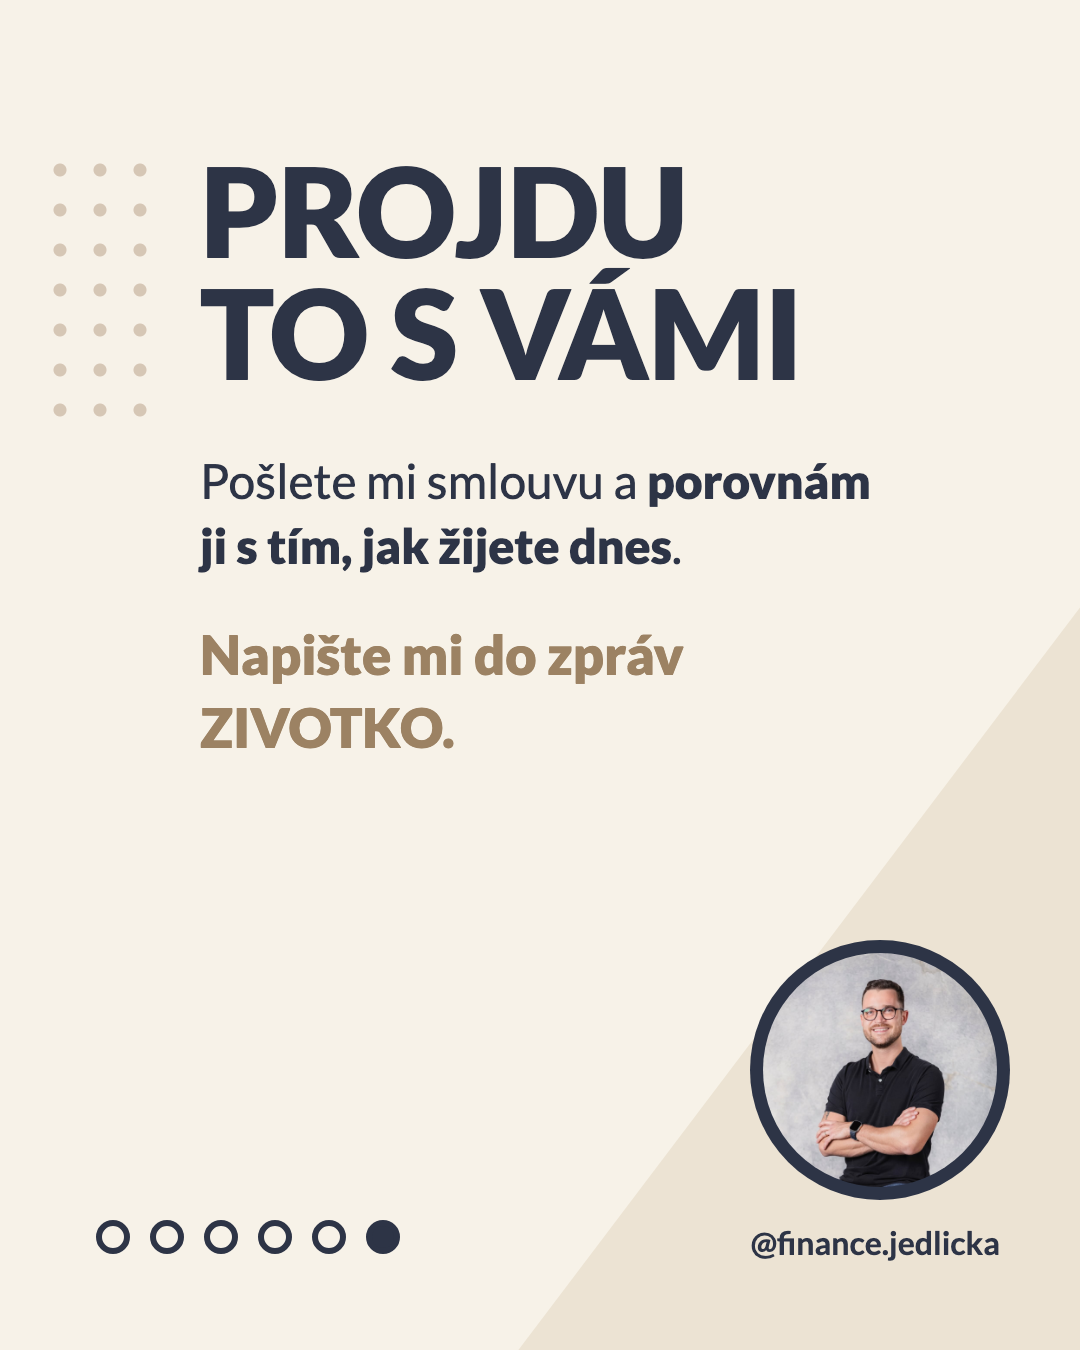 PROJDU
TO S VÁMI
Pošlete mi smlouvu a porovnám
ji s tím, jak žijete dnes.
Napište mi do zpráv
ZIVOTKO.
@finance.jedlicka